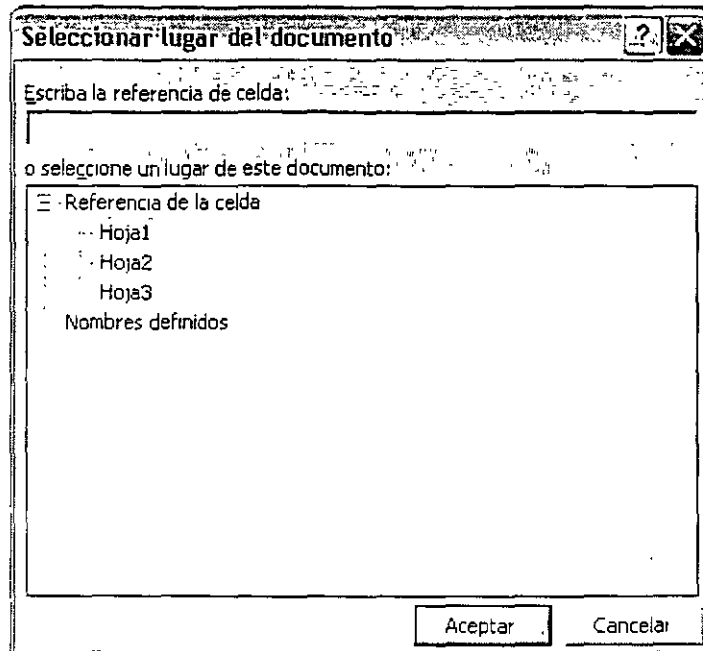 Seleccionar lugar del documento
Escriba la referencia de celda:
o seleccione un lugar de este documento:
Referencia de la celda
Hoja1
Hoja2
Hoja3
Nombres definidos
Aceptar Cancelar